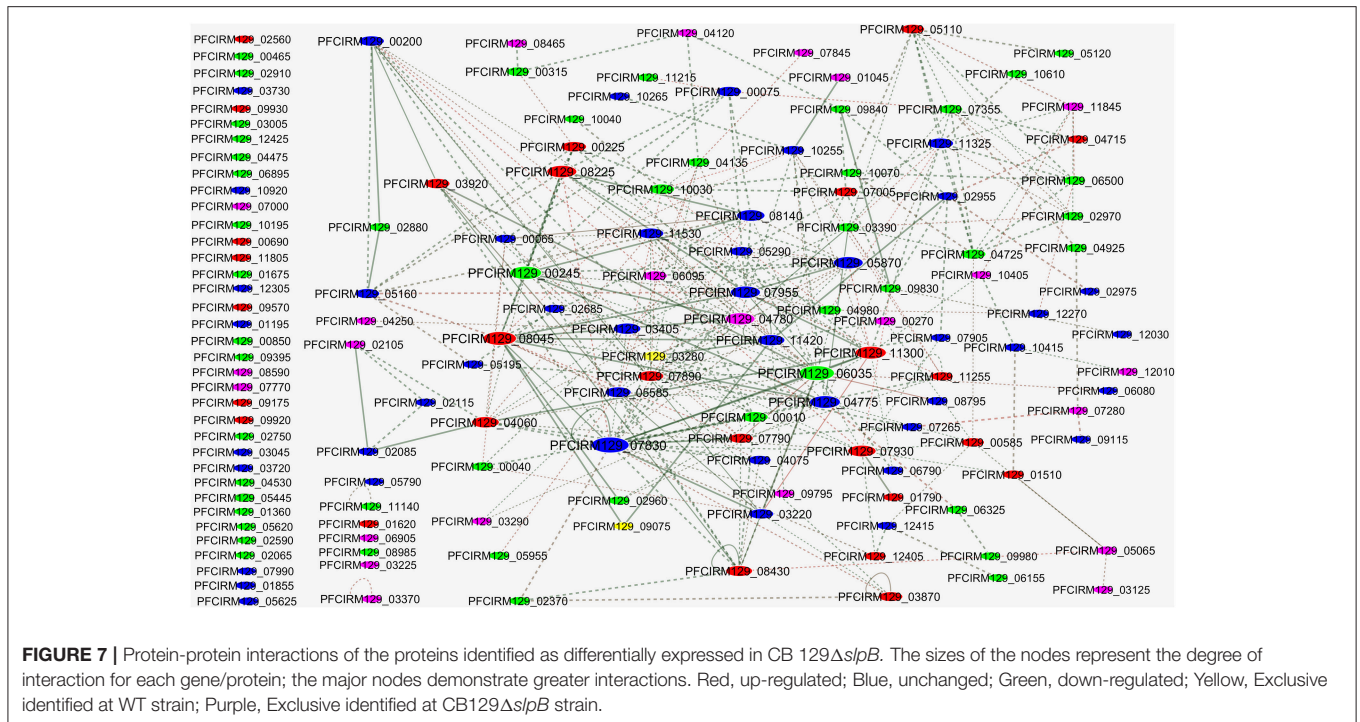 PFCIRM129_02560
PFCIRM129_00465
PFCIRM129_02910
PFCIRM129_03730
PFCIRM129_09930
PFCIRM129_03005
PFCIRM129_12425
PFCIRM129_04475
PFCIRM129_06895
PFCIRM129_10920
PFCIRM129_07000
PFCIRM129_10195
PFCIRM129_00690
PFCIRM129_11805
PFCIRM129_01675
PFCIRM129_12305
PFCIRM129_09570
PFCIRM129_01195
PFCIRM129_00850
PFCIRM129_09395
PFCIRM129_08590
PFCIRM129_07770
PFCIRM129_09175
PFCIRM129_09920
PFCIRM129_02750
PFCIRM129_03045
PFCIRM129_03720
PFCIRM129_04530
PFCIRM129_05445
PFCIRM129_01360
PFCIRM129_05620
PFCIRM129_02590
PFCIRM129_02065
PFCIRM129_07990
PFCIRM129_01855
PFCIRM129_05625
PFCIRM129_00200
PFCIRM129_08465
PFCIRM129_04120
PFCIRM129_05110
PFCIRM129_07845
PFCIRM129_05120
PFCIRM129_00315
PFCIRM129_11215
PFCIRM129_01045
PFCIRM129_10610
PFCIRM129_10265
PFCIRM129_00075
PFCIRM129_09840
PFCIRM129_07355
PFCIRM129_11845
PFCIRM129_10040
PFCIRM129_00225
PFCIRM129_10255
PFCIRM129_11325
PFCIRM129_04715
PFCIRM129_04135
PFCIRM129_08225
PFCIRM129_10070
PFCIRM129_03920
PFCIRM129_10030
PFCIRM129_07005
PFCIRM129_02955
PFCIRM129_06500
PFCIRM129_08140
PFCIRM129_02970
PFCIRM129_02880
PFCIRM129_00065
PFCIRM129_11530
PFCIRM129_03390
PFCIRM129_05290
PFCIRM129_04725
PFCIRM129_04925
PFCIRM129_00245
PFCIRM129_06095
PFCIRM129_05870
PFCIRM129_10405
PFCIRM129_05160
PFCIRM129_07955
PFCIRM129_09830
PFCIRM129_02975
PFCIRM129_02685
PFCIRM129_04980
PFCIRM129_04250
PFCIRM129_04780
PFCIRM129_00270
PFCIRM129_12270
PFCIRM129_03405
PFCIRM129_02105
PFCIRM129_08045
PFCIRM129_11420
PFCIRM129_07905
PFCIRM129_12030
PFCIRM129_03280
PFCIRM129_11300
PFCIRM129_10415
PFCIRM129_05195
PFCIRM129_07890
PFCIRM129_06035
PFCIRM129_11255
PFCIRM129_12010
PFCIRM129_05585
PFCIRM129_06080
PFCIRM129_02115
PFCIRM129_04775
PFCIRM129_08795
PFCIRM129_07280
PFCIRM129_04060
PFCIRM129_00010
PFCIRM129_07265
PFCIRM129_07830
PFCIRM129_07790
PFCIRM129_00585
PFCIRM129_09115
PFCIRM129_02085
PFCIRM129_07930
PFCIRM129_00040
PFCIRM129_04075
PFCIRM129_06790
PFCIRM129_01510
PFCIRM129_05790
PFCIRM129_09795
PFCIRM129_01790
PFCIRM129_11140
PFCIRM129_02960
PFCIRM129_03220
PFCIRM129_06325
PFCIRM129_01620
PFCIRM129_03290
PFCIRM129_09075
PFCIRM129_12415
PFCIRM129_06905
PFCIRM129_08985
PFCIRM129_05955
PFCIRM129_12405
PFCIRM129_09980
PFCIRM129_05065
PFCIRM129_03225
PFCIRM129_08430
PFCIRM129_06155
PFCIRM129_03125
PFCIRM129_03370
PFCIRM129_02370
PFCIRM129_03870
FIGURE 7 | Protein-protein interactions of the proteins identified as differentially expressed in CB 129ΔslpB. The sizes of the nodes represent the degree of
interaction for each gene/protein; the major nodes demonstrate greater interactions. Red, up-regulated; Blue, unchanged; Green, down-regulated; Yellow, Exclusive
identified at WT strain; Purple, Exclusive identified at CB129ΔslpB strain.